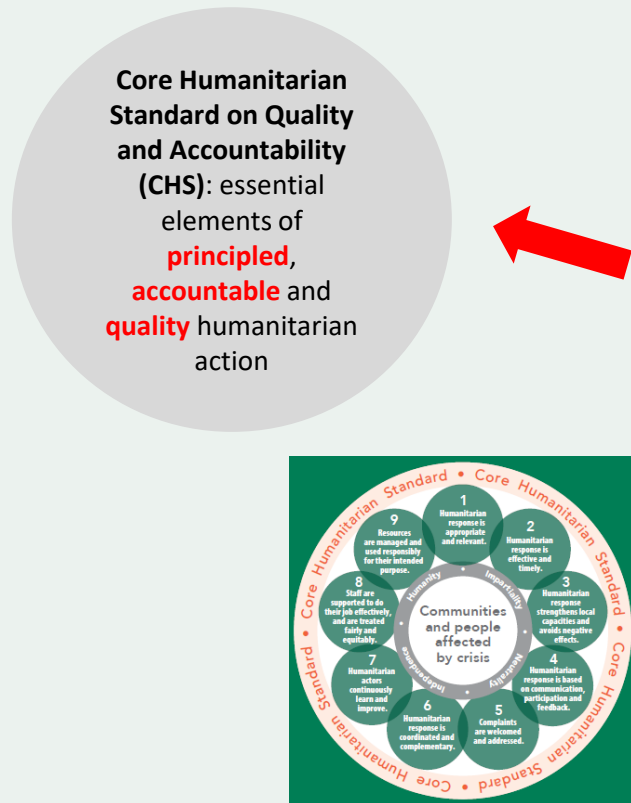 Core Humanitarian
Standard on Quality
and Accountability
(CHS): essential
elements of
principled,
accountable and
quality humanitarian
action
Core Humanitarian Standard • Core Humanitarian Standard • Core Humanitarian Standard • Core Humanitarian Standard •
1
Humanitarian
response is
appropriate
and relevant.
2
Humanitarian
response is
effective and
timely.
3
Humanitarian
response
strengthens local
capacities and
avoids negative
effects.
4
Humanitarian
response is based
on communication,
participation and
feedback.
5
Complaints
are welcomed
and addressed.
6
Humanitarian
response is
coordinated and
complementary.
7
Humanitarian
actors
continuously
learn and
improve.
8
Staff are
supported to do
their job effectively,
and are treated
fairly and
equitably.
9
Resources
are managed and
used responsibly
for their intended
purpose.
Humanity • Impartiality • Neutrality • Independence •
Communities
and people
affected
by crisis